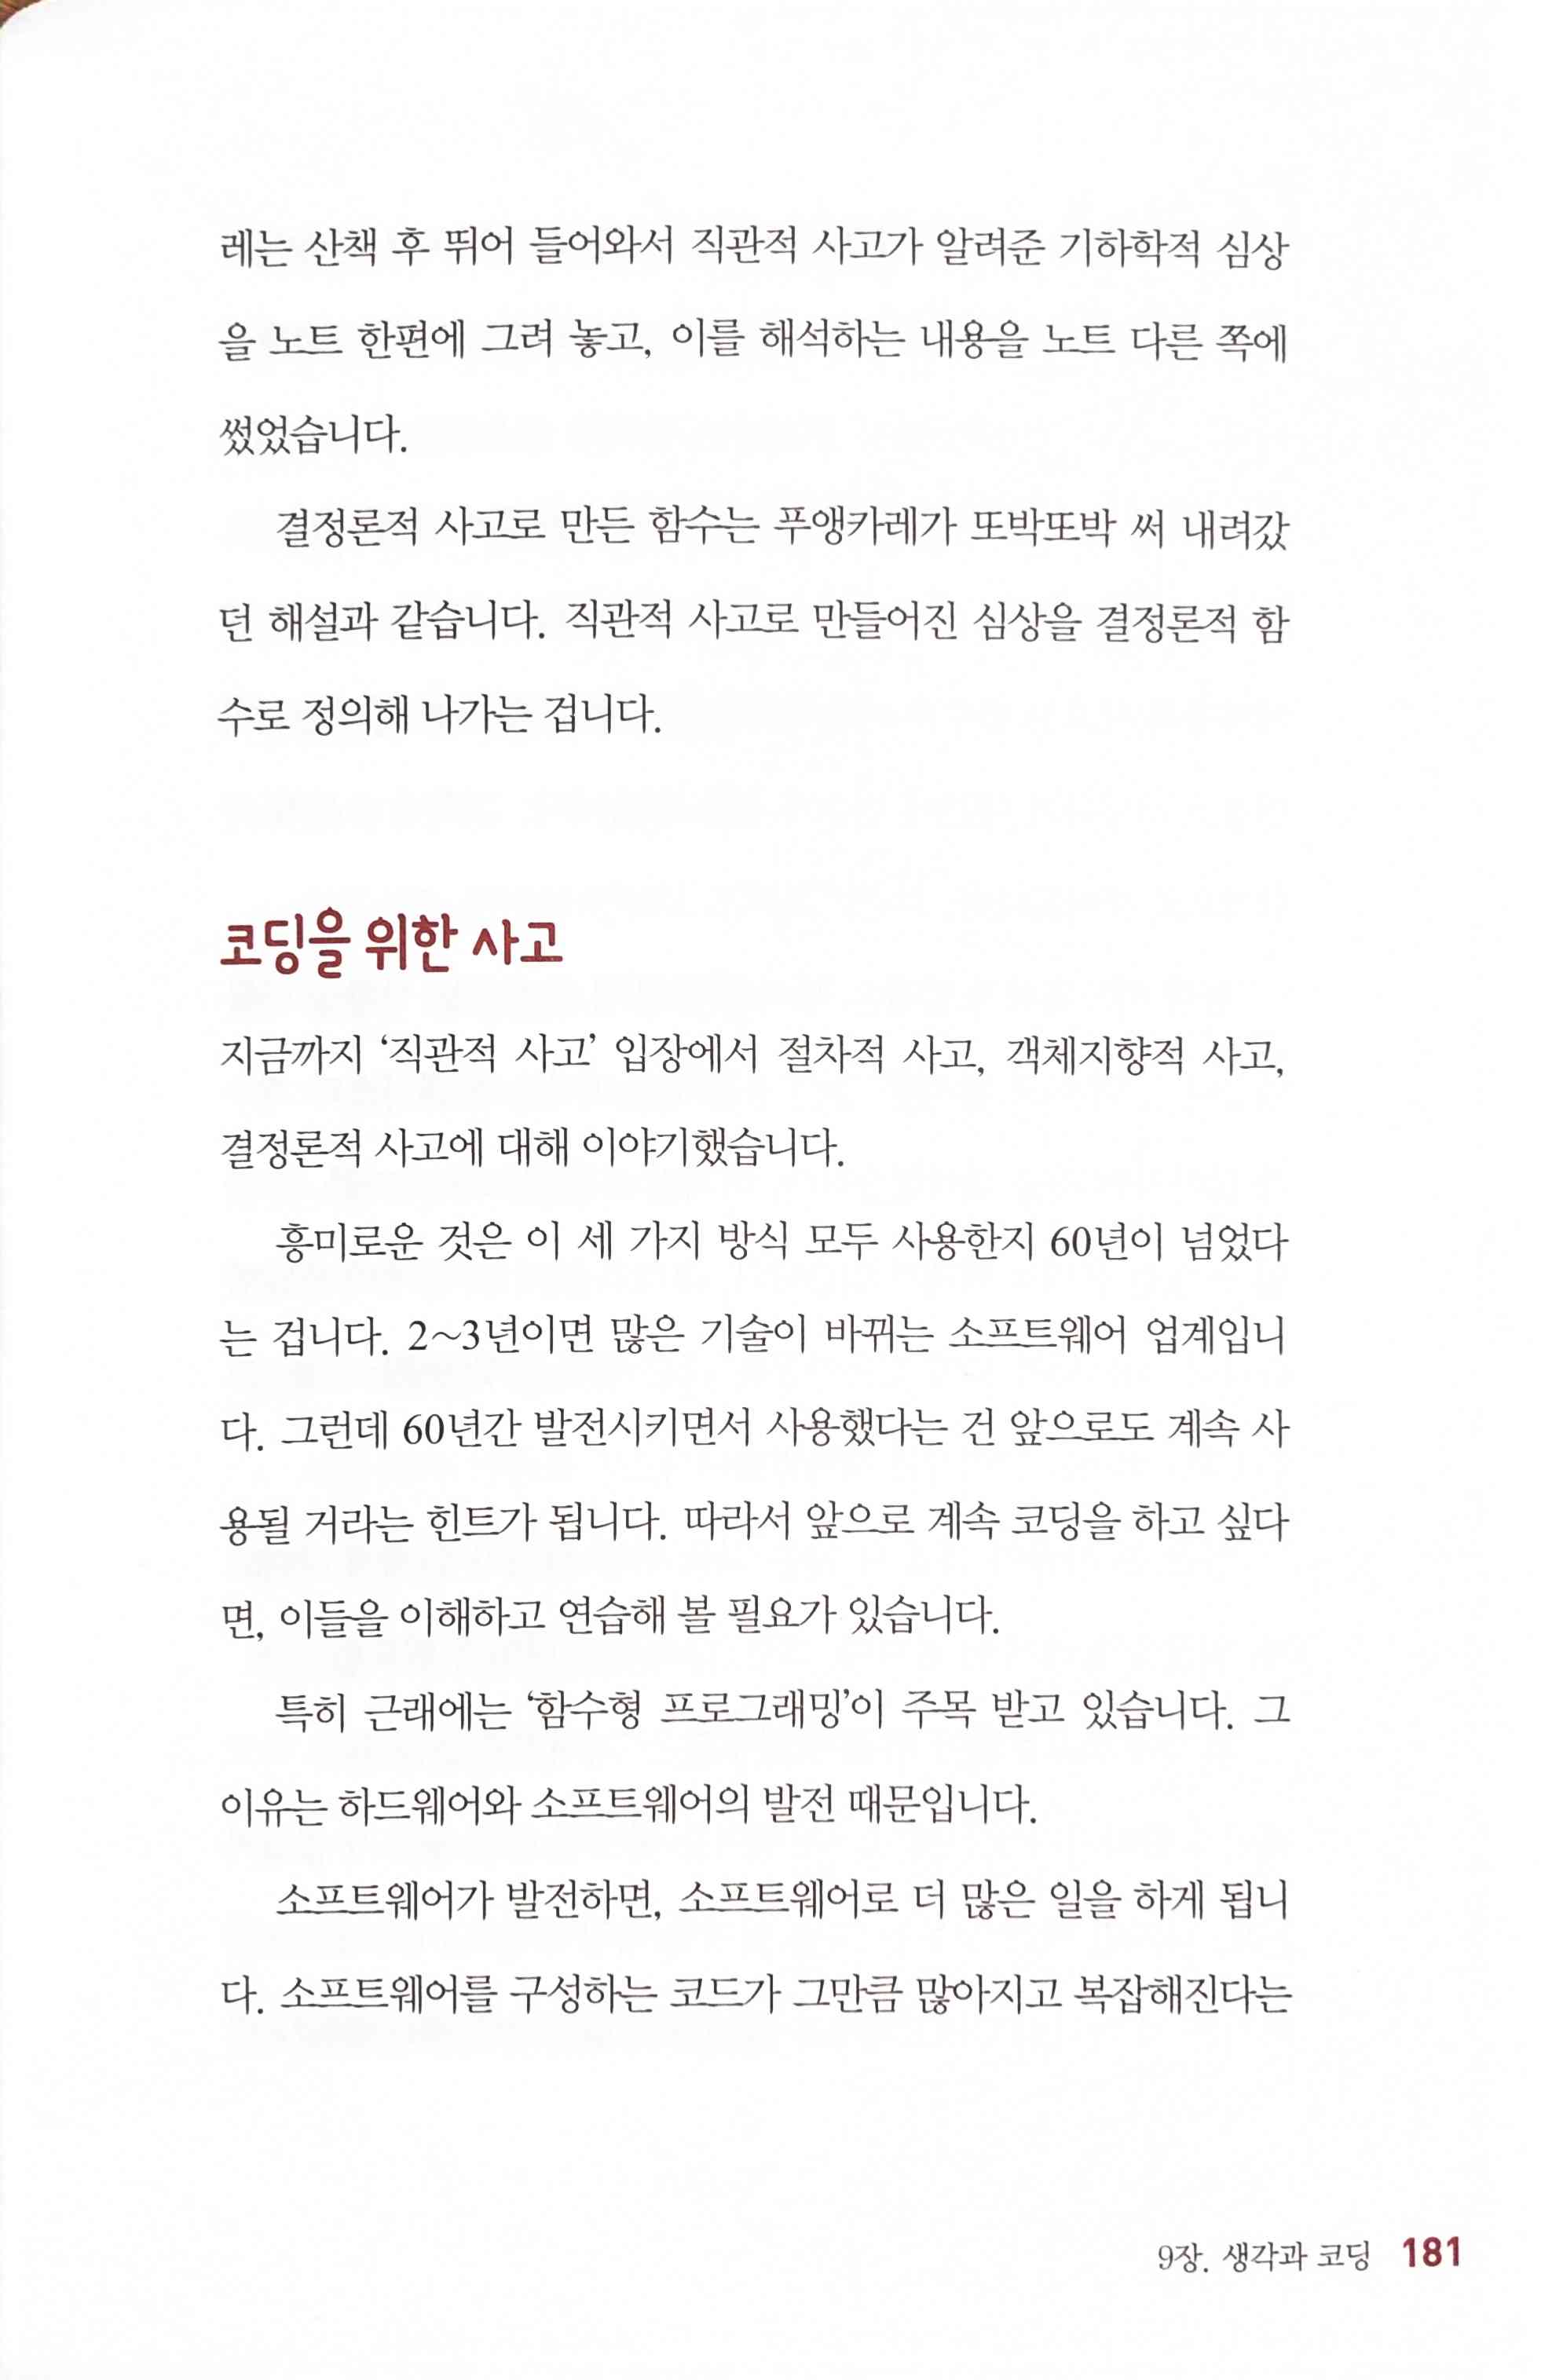 레는 산책 후 뛰어 들어와서 직관적 사고가 알려준 기하학적 심상
을 노트 한편에 그려 놓고, 이를 해석하는 내용을 노트 다른 쪽에
썼었습니다.
결정론적 사고로 만든 함수는 푸앵카레가 또박또박 써 내려갔
던 해설과 같습니다. 직관적 사고로 만들어진 심상을 결정론적 함
수로 정의해 나가는 겁니다.
코딩을 위한 사고
지금까지 ‘직관적 사고’ 입장에서 절차적 사고, 객체지향적 사고,
결정론적 사고에 대해 이야기했습니다.
흥미로운 것은 이 세 가지 방식 모두 사용한지 60년이 넘었다
는 겁니다. 2~3년이면 많은 기술이 바뀌는 소프트웨어 업계입니
다. 그런데 60년간 발전시키면서 사용했다는 건 앞으로도 계속 사
용될 거라는 힌트가 됩니다. 따라서 앞으로 계속 코딩을 하고 싶다
면, 이들을 이해하고 연습해 볼 필요가 있습니다.
특히 근래에는 ‘함수형 프로그래밍’이 주목 받고 있습니다. 그
이유는 하드웨어와 소프트웨어의 발전 때문입니다.
소프트웨어가 발전하면, 소프트웨어로 더 많은 일을 하게 됩니
다. 소프트웨어를 구성하는 코드가 그만큼 많아지고 복잡해진다는
9장. 생각과 코딩 181